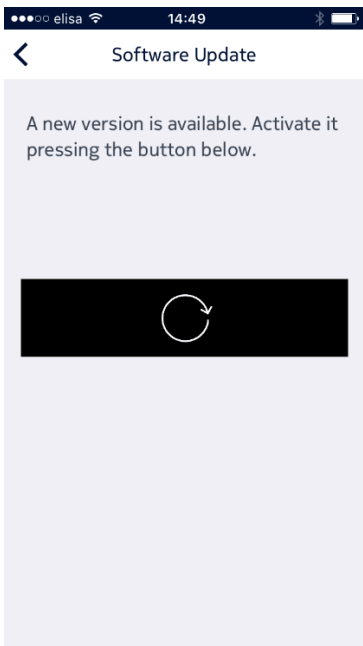 elisa 14:49
Software Update
A new version is available. Activate it
pressing the button below.